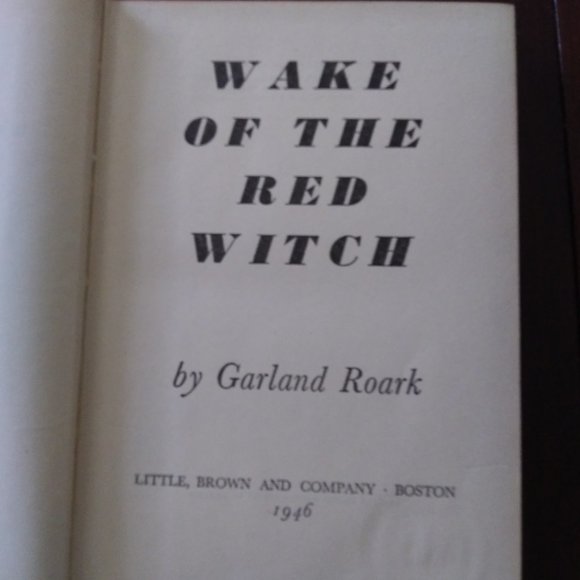 WAKE
OF THE
RED
WITCH
by Garland Roark
LITTLE, BROWN AND COMPANY · BOSTON
1946